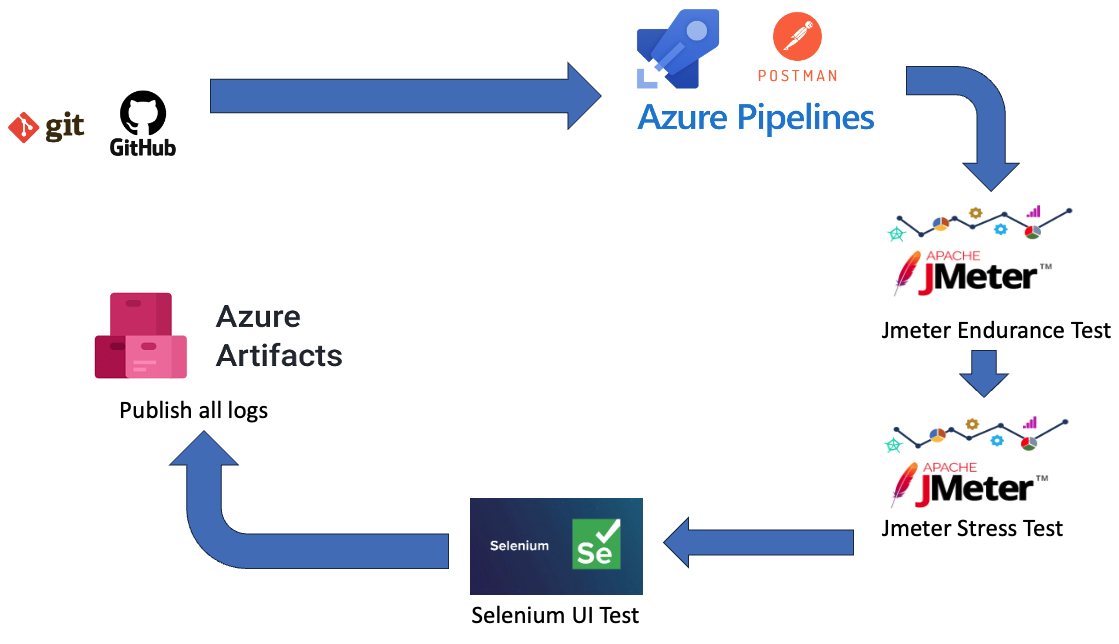 git
GitHub
POSTMAN
Azure Pipelines
APACHE
JMeter™
Jmeter Endurance Test
APACHE
JMeter™
Jmeter Stress Test
Selenium
Se
Selenium UI Test
Azure
Artifacts
Publish all logs